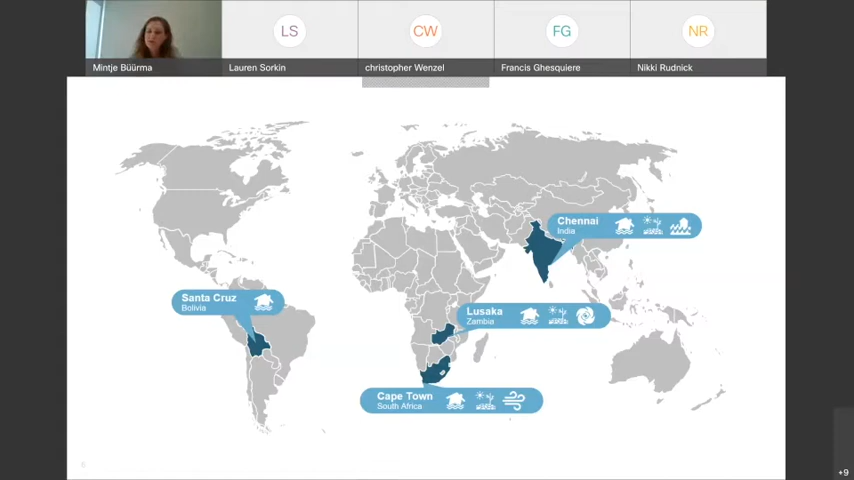 LS
CW
FG
NR
Mintje Büürma
Lauren Sorkin
christopher Wenzel
Francis Ghesquiere
Nikki Rudnick
Chennai
India
Santa Cruz
Bolivia
Lusaka
Zambia
Cape Town
South Africa
+9